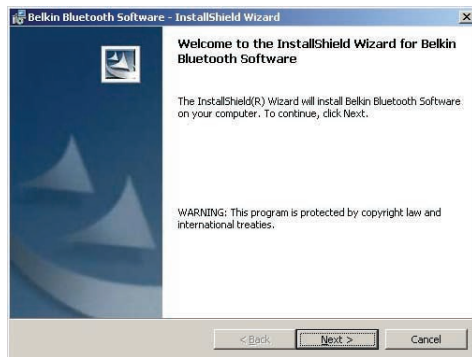 Belkin Bluetooth Software - InstallShield Wizard
Welcome to the InstallShield Wizard for Belkin
Bluetooth Software
The InstallShield(R) Wizard will install Belkin Bluetooth Software
on your computer. To continue, click Next.
WARNING: This program is protected by copyright law and
international treaties.
< Back
Next >
Cancel